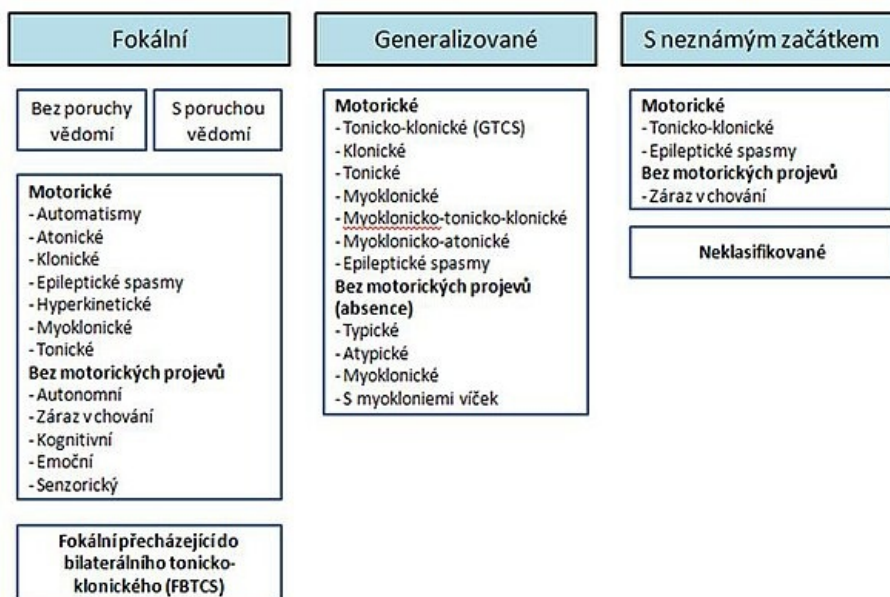 Fokální
Bez poruchy
vědomí
S poruchou
vědomí
Motorické
- Automatismy
- Atonické
- Klonické
- Epileptické spasmy
- Hyperkinetické
- Myoklonické
- Tonické
Bez motorických projevů
- Autonomní
- Záraz v chování
- Kognitivní
- Emoční
- Senzorický
Fokální přecházející do
bilaterálního tonicko-
klonického (FBTCS)
Generalizované
Motorické
- Tonicko-klonické (GTCS)
- Klonické
- Tonické
- Myoklonické
- Myoklonicko-tonicko-klonické
- Myoklonicko-atonické
- Epileptické spasmy
Bez motorických projevů
(absence)
- Typické
- Atypické
- Myoklonické
- S myokloniemi víček
S neznámým začátkem
Motorické
- Tonicko-klonické
- Epileptické spasmy
Bez motorických projevů
- Záraz v chování
Neklasifikované